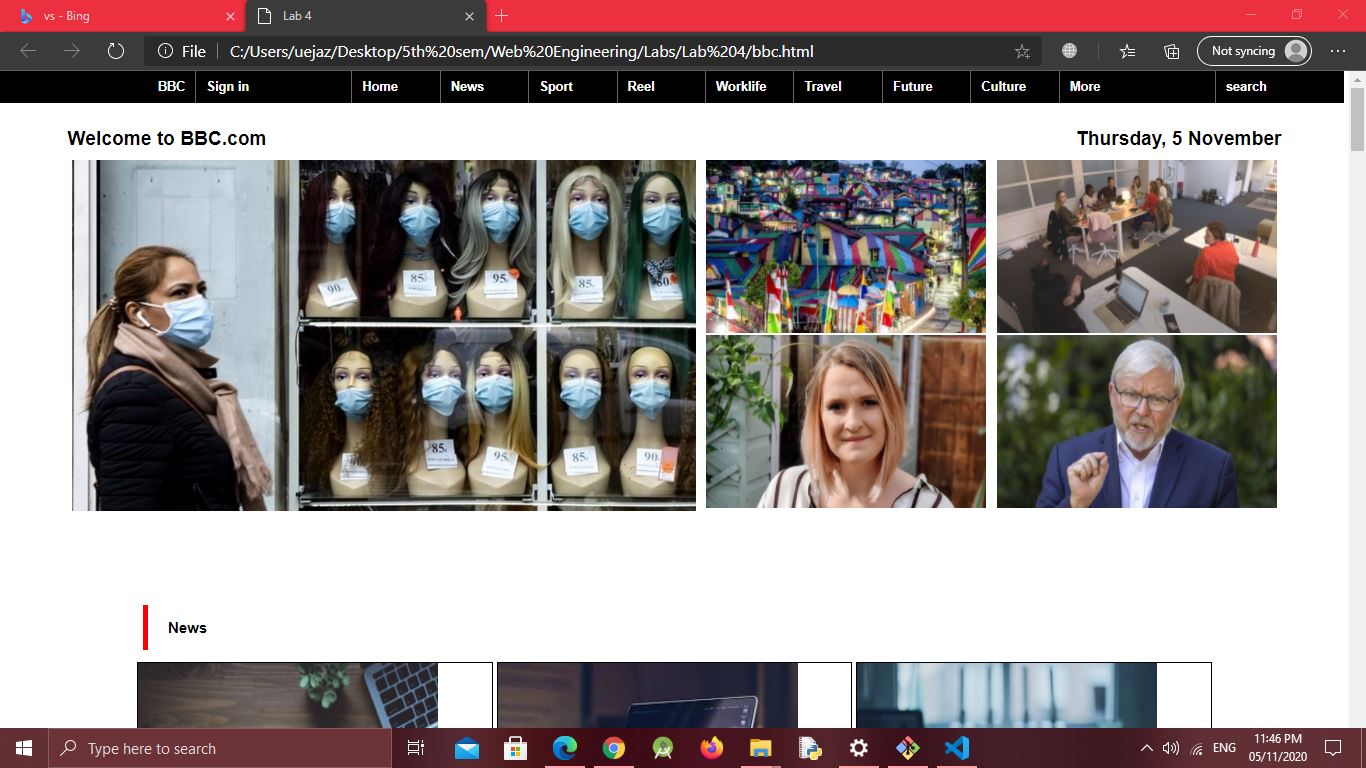 vs - Bing
Lab 4
File
C:/Users/uejaz/Desktop/5th%20sem/Web%20Engineering/Labs/Lab%204/bbc.html
Not syncing
BBC Sign in Home News Sport Reel Worklife Travel Future Culture More search
Welcome to BBC.com
Thursday, 5 November
90
85
95
85
80
85
95
85
90
News
Type here to search
ENG
11:46 PM
05/11/2020